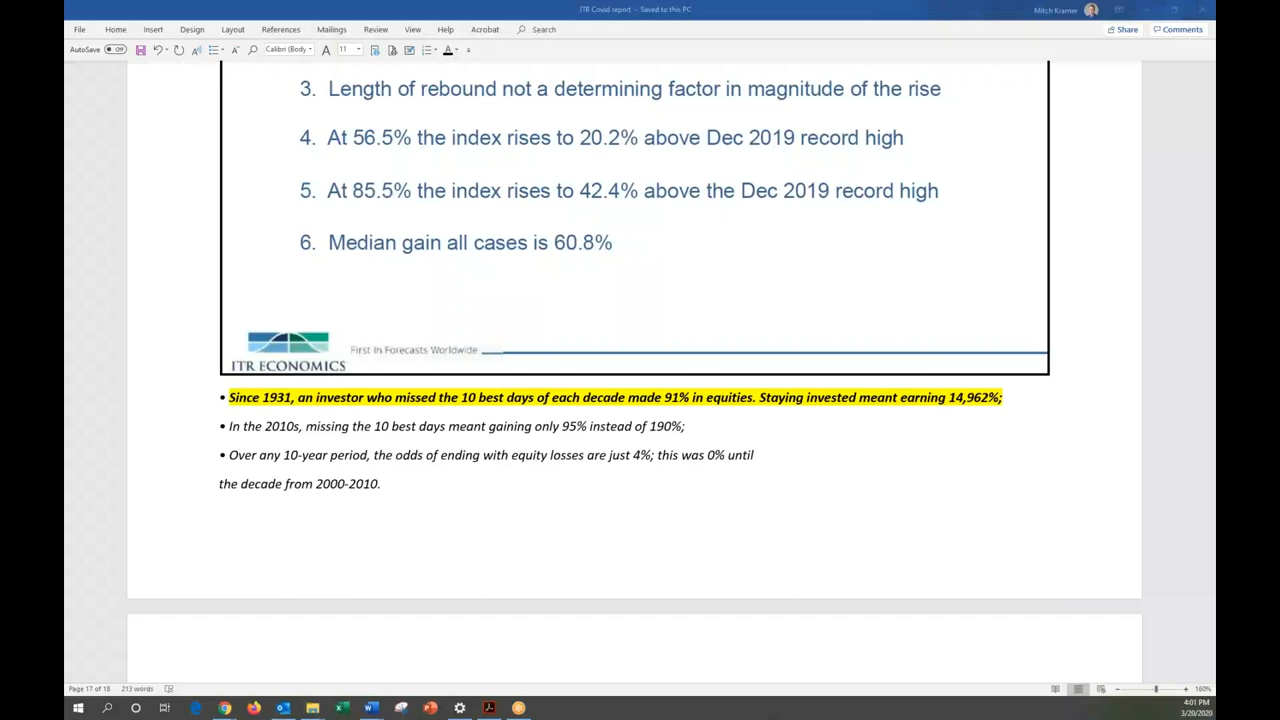 ITR Covid report - Saved to this PC
Mitch Kramer
File Home Insert Design Layout References Mailings Review View Help Acrobat Search Share Comments
AutoSave Off Calibri (Body 11
3. Length of rebound not a determining factor in magnitude of the rise
4. At 56.5% the index rises to 20.2% above Dec 2019 record high
5. At 85.5% the index rises to 42.4% above the Dec 2019 record high
6. Median gain all cases is 60.8%
First in Forecasts Worldwide
ITR ECONOMICS
• Since 1931, an investor who missed the 10 best days of each decade made 91% in equities. Staying invested meant earning 14,962%;
• In the 2010s, missing the 10 best days meant gaining only 95% instead of 190%;
• Over any 10-year period, the odds of ending with equity losses are just 4%; this was 0% until
the decade from 2000-2010.
Page 17 of 18 213 words 160%
4:01 PM
3/20/2020